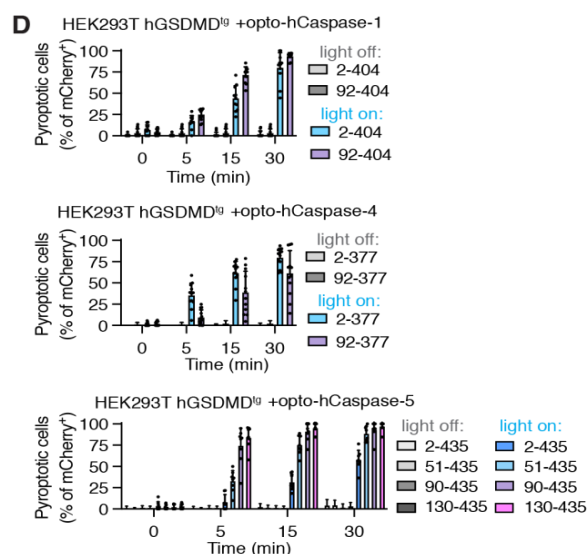 D
HEK293T hGSDMDtg +opto-hCaspase-1
Pyroptotic cells
(% of mCherry+)
100
75
50
25
0
0 5 15 30
Time (min)
light off:
2-404
92-404
light on:
2-404
92-404
HEK293T hGSDMDtg +opto-hCaspase-4
Pyroptotic cells
(% of mCherry+)
100
75
50
25
0
0 5 15 30
Time (min)
light off:
2-377
92-377
light on:
2-377
92-377
HEK293T hGSDMDtg +opto-hCaspase-5
Pyroptotic cells
(% of mCherry+)
100
75
50
25
0
0 5 15 30
Time (min)
light off: light on:
2-435 2-435
51-435 51-435
90-435 90-435
130-435 130-435